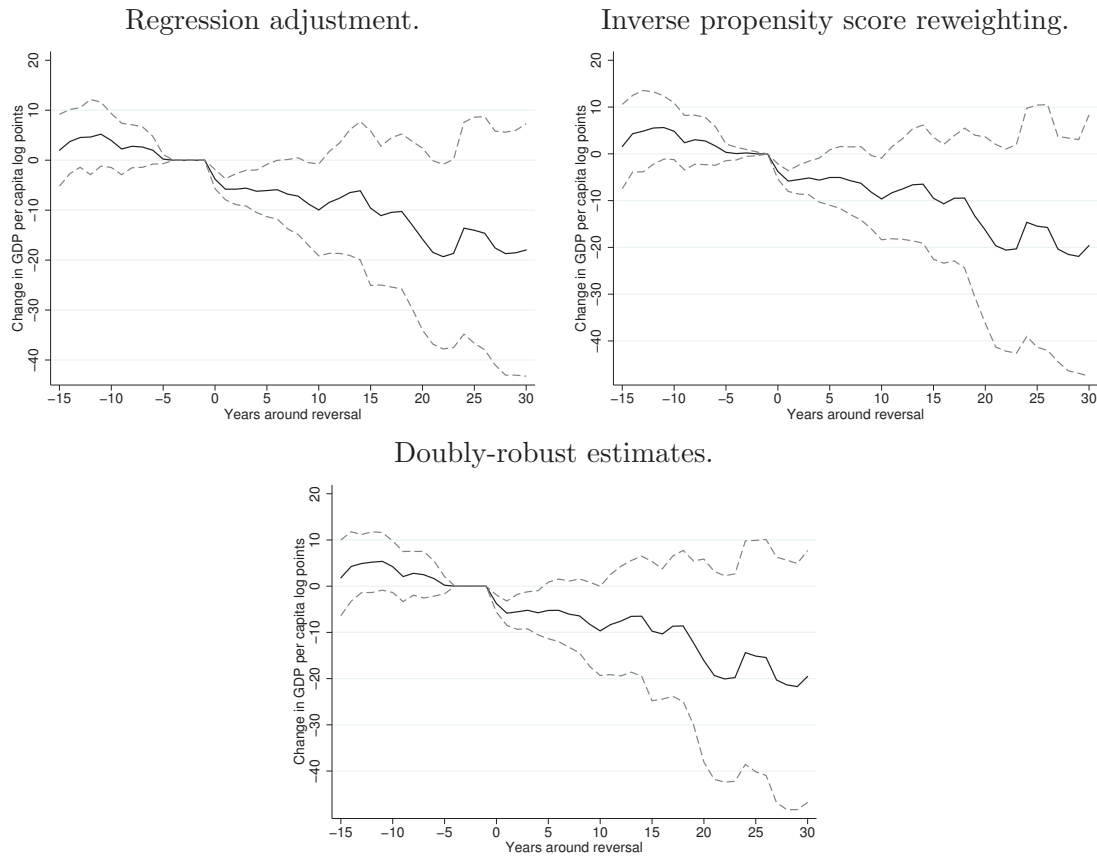 Regression adjustment.
20
10
0
−10
−20
−30
−40
Change in GDP per capita log points
−15 −10 −5 0 5 10 15 20 25 30
Years around reversal
Inverse propensity score reweighting.
20
10
0
−10
−20
−30
−40
Change in GDP per capita log points
−15 −10 −5 0 5 10 15 20 25 30
Years around reversal
Doubly-robust estimates.
20
10
0
−10
−20
−30
−40
Change in GDP per capita log points
−15 −10 −5 0 5 10 15 20 25 30
Years around reversal